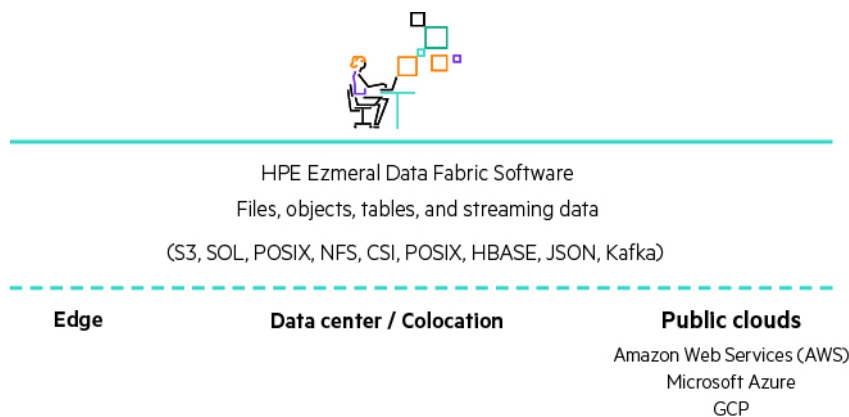 HPE Ezmeral Data Fabric Software
Files, objects, tables, and streaming data
(S3, SOL, POSIX, NFS, CSI, POSIX, HBASE, JSON, Kafka)
Edge
Data center / Colocation
Public clouds
Amazon Web Services (AWS)
Microsoft Azure
GCP